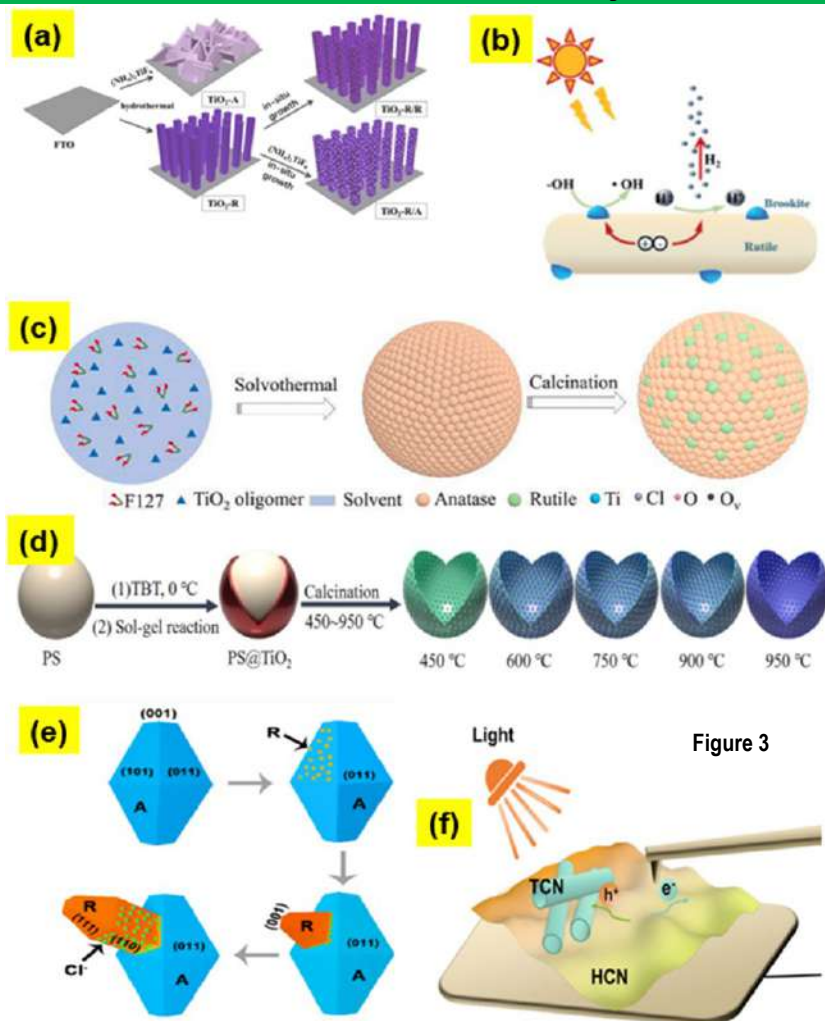 (a)
(NH₄)₂TiF₆
hydrothermal
FTO
TiO₂-A
TiO₂-R
in-situ
growth
(NH₄)₂TiF₆
in-situ
growth
TiO₂-R/R
TiO₂-R/A
(b)
-OH
• OH
H₂
Brookite
Rutile
+ -
(c)
Solvothermal
Calcination
F127
TiO₂ oligomer
Solvent
Anatase
Rutile
Ti
Cl
O
Oᵥ
(d)
PS
(1)TBT, 0 °C
(2) Sol-gel reaction
PS@TiO₂
Calcination
450~950 °C
450 °C
600 °C
750 °C
900 °C
950 °C
(e)
(001)
(101)
(011)
A
R
(011)
A
R
(111)
(110)
Cl⁻
(011)
A
(001)
R
(011)
A
Figure 3
Light
(f)
TCN
h⁺
e⁻
HCN